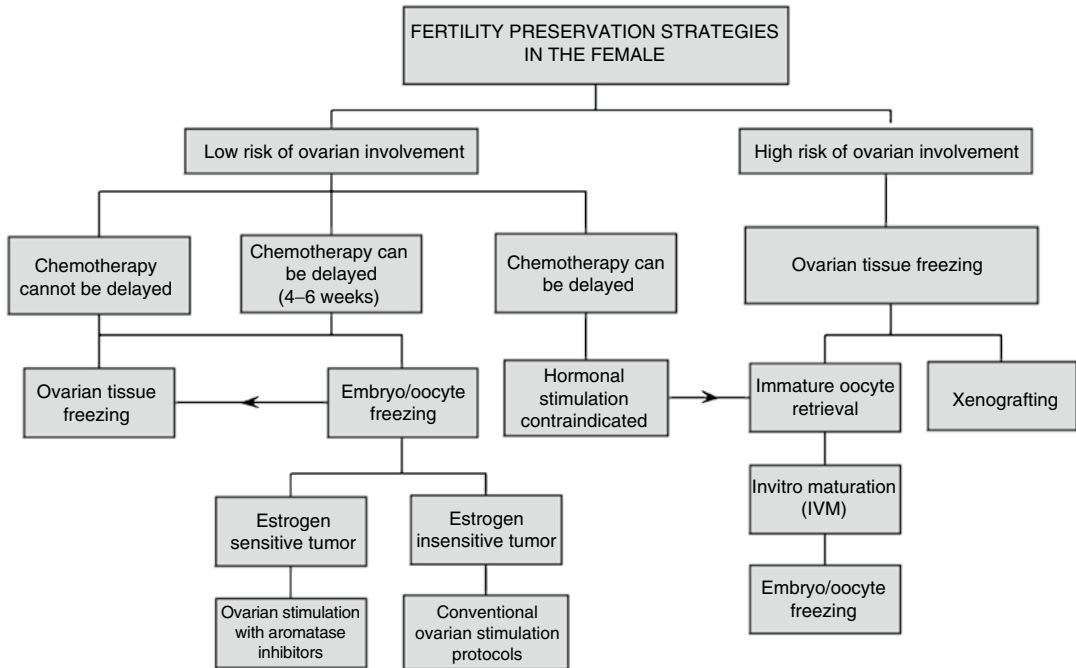 FERTILITY PRESERVATION STRATEGIES
IN THE FEMALE
Low risk of ovarian involvement
High risk of ovarian involvement
Chemotherapy
cannot be delayed
Chemotherapy can
be delayed
(4–6 weeks)
Chemotherapy can
be delayed
Ovarian tissue freezing
Ovarian tissue
freezing
Embryo/oocyte
freezing
Hormonal
stimulation
contraindicated
Immature oocyte
retrieval
Xenografting
Estrogen
sensitive tumor
Estrogen
insensitive tumor
Invitro maturation
(IVM)
Ovarian stimulation
with aromatase
inhibitors
Conventional
ovarian stimulation
protocols
Embryo/oocyte
freezing